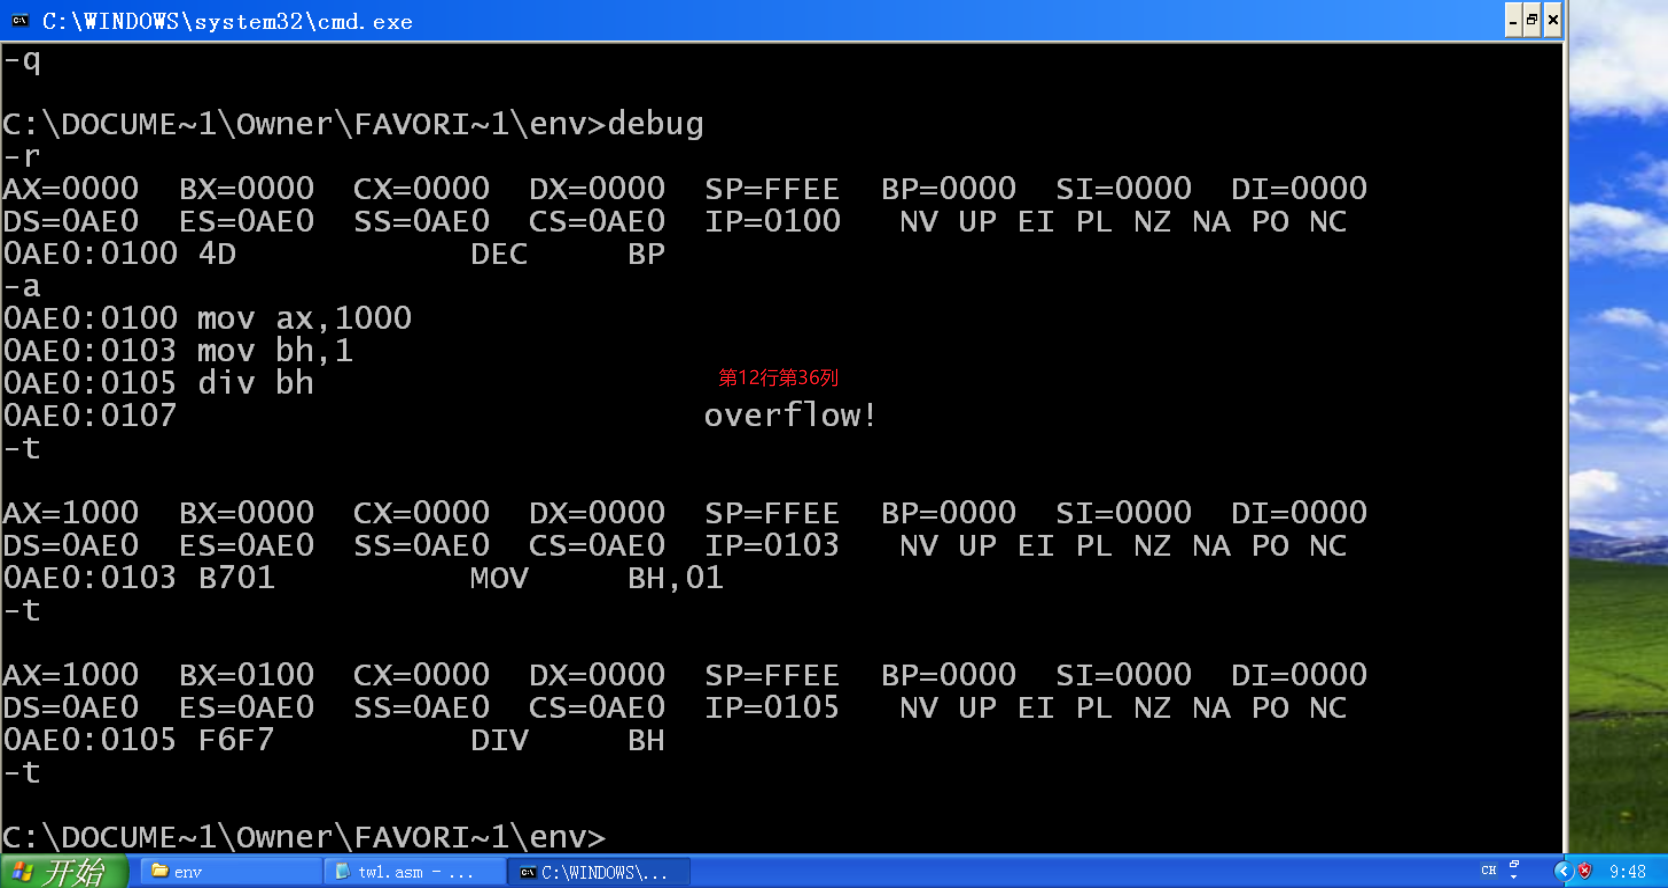 C:\WINDOWS\system32\cmd.exe
-q
C:\DOCUME~1\Owner\FAVORI~1\env>debug
-r
AX=0000  BX=0000  CX=0000  DX=0000  SP=FFEE  BP=0000  SI=0000  DI=0000
DS=0AE0  ES=0AE0  SS=0AE0  CS=0AE0  IP=0100   NV UP EI PL NZ NA PO NC
0AE0:0100 4D            DEC     BP
-a
0AE0:0100 mov ax,1000
0AE0:0103 mov bh,1
0AE0:0105 div bh
第12行第36列
0AE0:0107                           overflow!
-t
AX=1000  BX=0000  CX=0000  DX=0000  SP=FFEE  BP=0000  SI=0000  DI=0000
DS=0AE0  ES=0AE0  SS=0AE0  CS=0AE0  IP=0103   NV UP EI PL NZ NA PO NC
0AE0:0103 B701          MOV     BH,01
-t
AX=1000  BX=0100  CX=0000  DX=0000  SP=FFEE  BP=0000  SI=0000  DI=0000
DS=0AE0  ES=0AE0  SS=0AE0  CS=0AE0  IP=0105   NV UP EI PL NZ NA PO NC
0AE0:0105 F6F7          DIV     BH
-t
C:\DOCUME~1\Owner\FAVORI~1\env>
开始 env tw1.asm - ... C:\WINDOWS\... CH 9:48